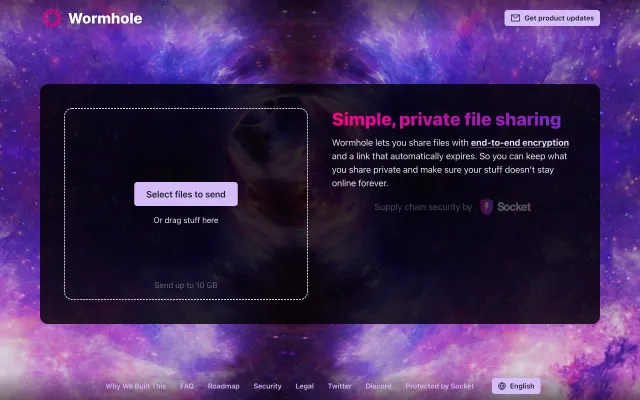 Wormhole
Get product updates
Select files to send
Or drag stuff here
Send up to 10 GB
Simple, private file sharing
Wormhole lets you share files with end-to-end encryption
and a link that automatically expires. So you can keep what
you share private and make sure your stuff doesn't stay
online forever.
Supply chain security by Socket
Why We Built This FAQ Roadmap Security Legal Twitter Discord Protected by Socket English